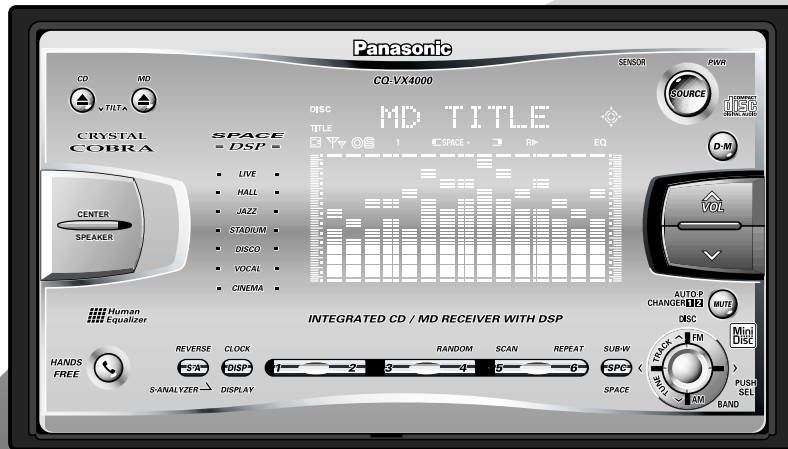 Panasonic
CQ-VX4000
SENSOR
PWR
CD
MD
TILT
SOURCE
COMPACT
disc
DIGITAL AUDIO
DISC
MD TITLE
TITLE
CRYSTAL
COBRA
SPACE
DSP
1
SPACE
EQ
D·M
LIVE
HALL
JAZZ
STADIUM
DISCO
VOCAL
CINEMA
CENTER
SPEAKER
VOL
Human
Equalizer
INTEGRATED CD / MD RECEIVER WITH DSP
AUTO·P
CHANGER 1 2
MUTE
DISC
Mini
Disc
HANDS
FREE
REVERSE
CLOCK
RANDOM
SCAN
REPEAT
SUB·W
S·A
DISP
1
2
3
4
5
6
SPC
S-ANALYZER
DISPLAY
SPACE
TRACK
FM
TUNE
AM
PUSH
SEL
BAND